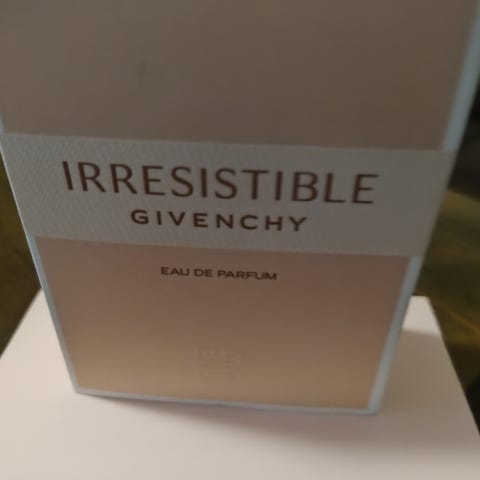 IRRESISTIBLE
GIVENCHY
EAU DE PARFUM